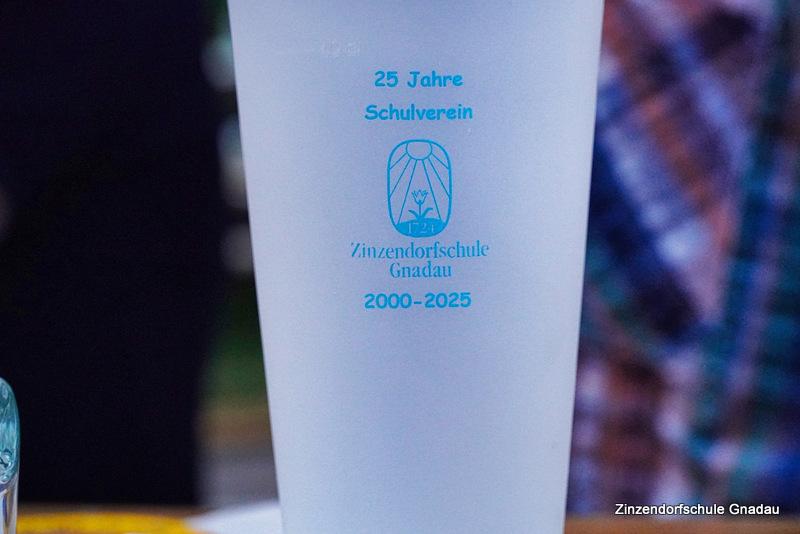 25 Jahre
Schulverein
1724
Zinzendorfschule
Gnadau
2000-2025
Zinzendorfschule Gnadau